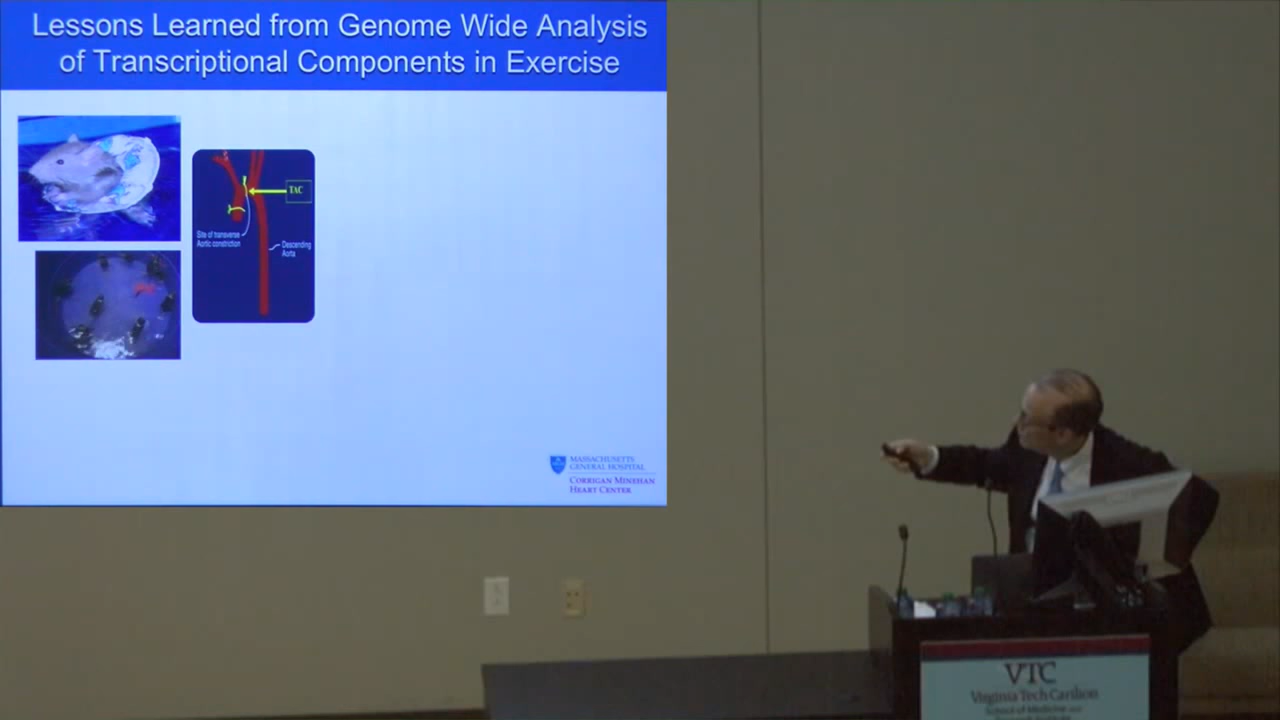 Lessons Learned from Genome Wide Analysis
of Transcriptional Components in Exercise
TAC
Site of transverse
Aortic constriction
Descending
Aorta
MASSACHUSETTS
GENERAL HOSPITAL
CORRIGAN MINEHAN
HEART CENTER
VTC
Virginia Tech Carilion
School of Medicine and